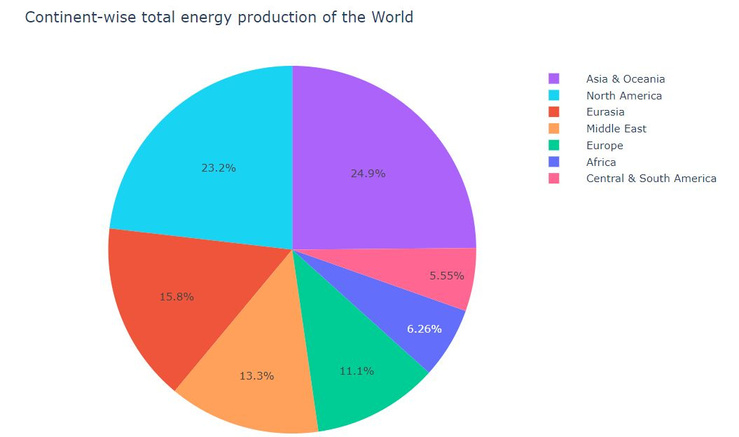 Continent-wise total energy production of the World
Asia & Oceania
North America
Eurasia
Middle East
Europe
Africa
Central & South America
23.2%
24.9%
5.55%
15.8%
6.26%
11.1%
13.3%